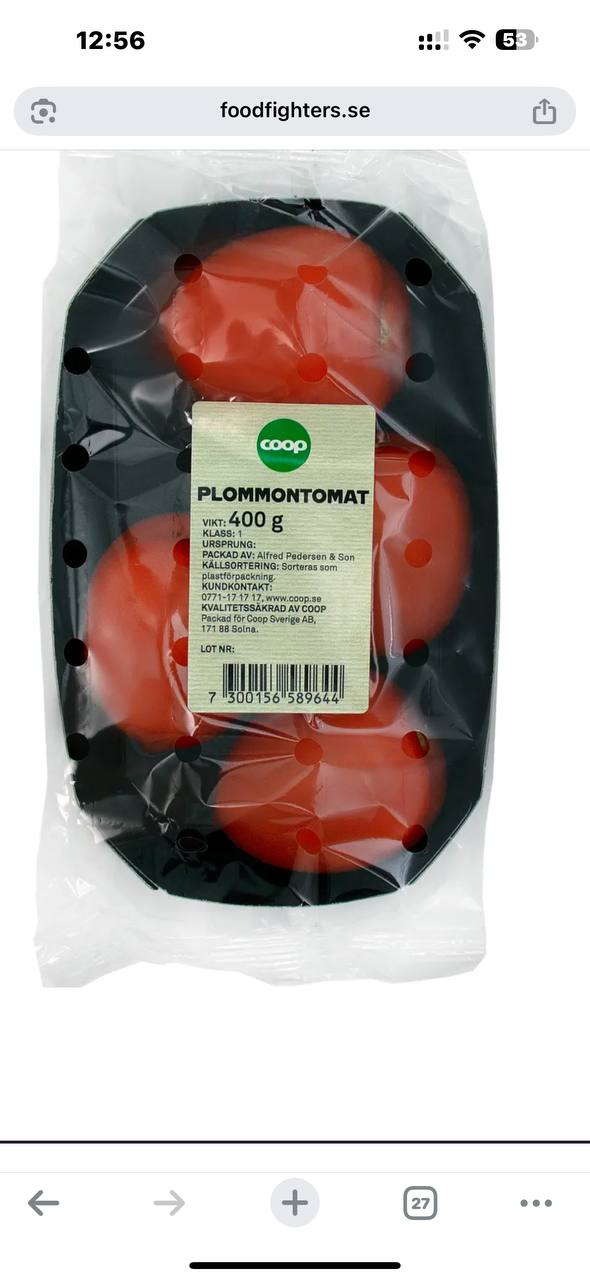 12:56
53
foodfighters.se
coop
PLOMMONTOMAT
VIKT: 400 g
KLASS: 1
URSPRUNG:
PACKAD AV: Alfred Pedersen & Son
KÄLLSORTERING: Sorteras som
plastförpackning.
KUNDKONTAKT:
0771-17 17 17, www.coop.se
KVALITETSSÄKRAD AV COOP
Packad för Coop Sverige AB,
171 88 Solna.
LOT NR:
7 300156 589644
27